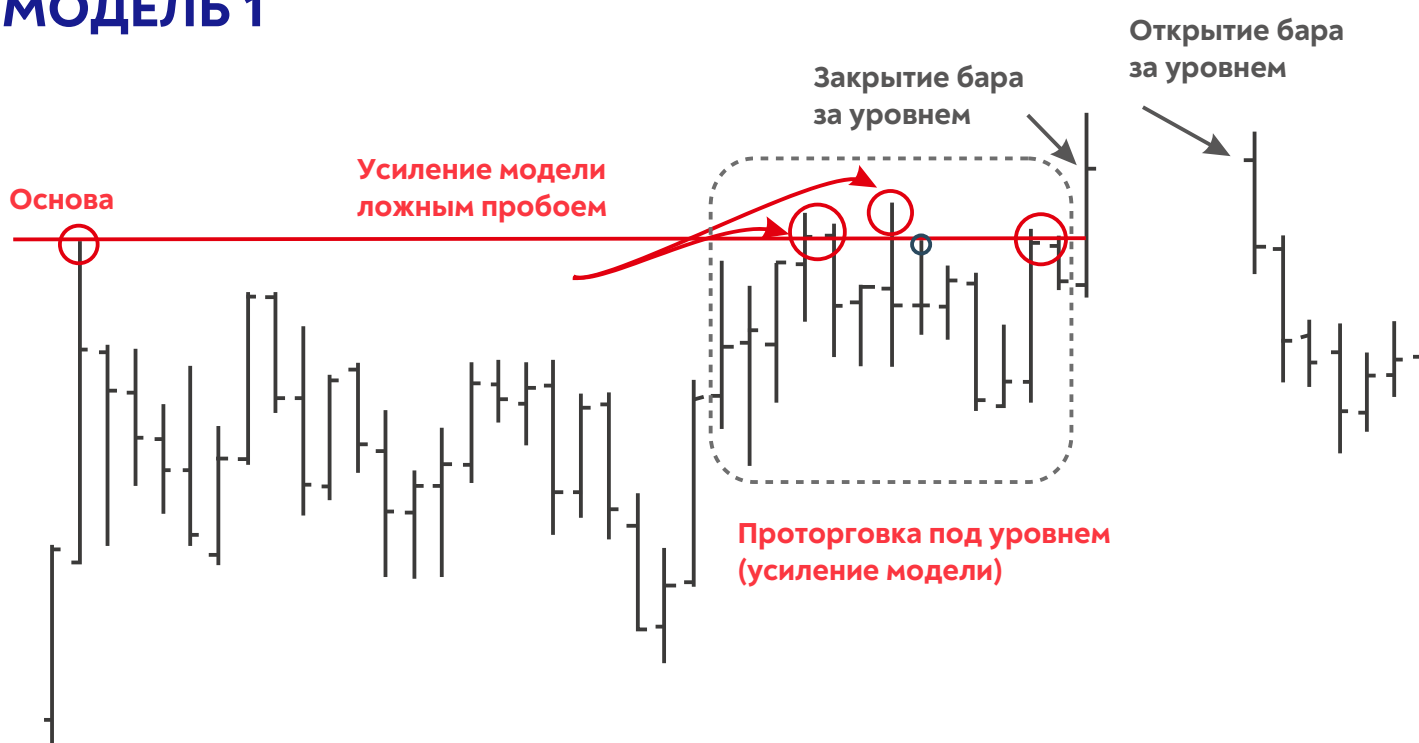 МОДЕЛЬ 1
Открытие бара
за уровнем
Закрытие бара
за уровнем
Усиление модели
ложным пробоем
Основа
Проторговка под уровнем
(усиление модели)